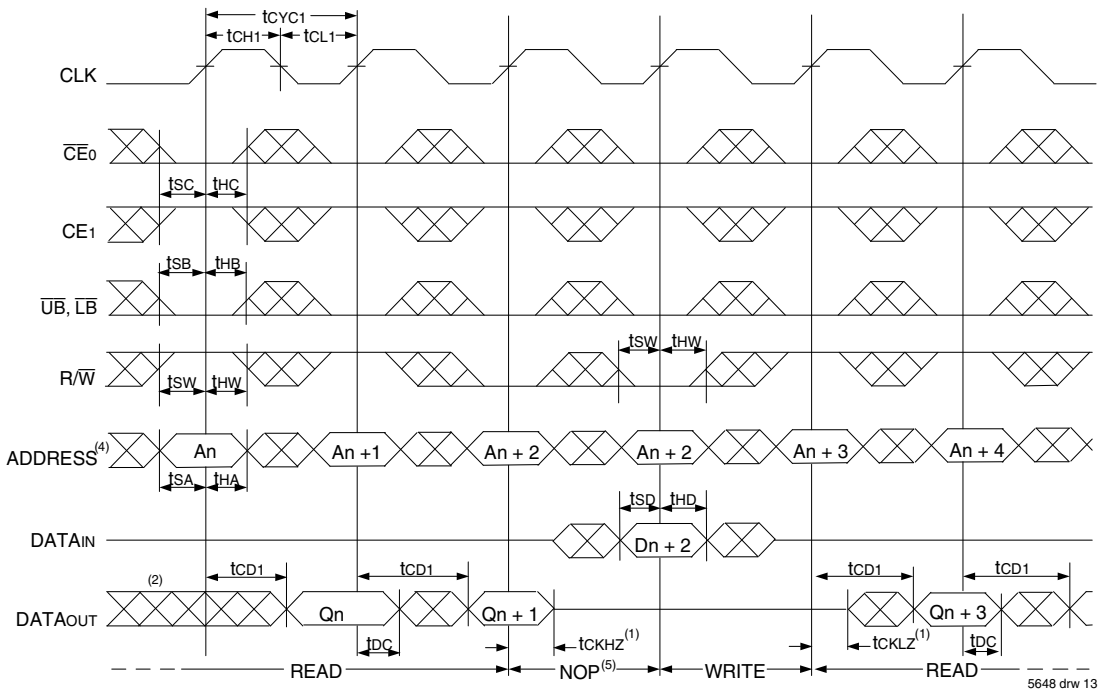 tCYC1
tCH1 tCL1
CLK
CE0
tSC tHC
CE1
tSB tHB
UB, LB
tSW tHW
R/W
tSW tHW
ADDRESS(4) An An +1 An + 2 An + 2 An + 3 An + 4
tSA tHA
tSD tHD
DATAIN Dn + 2
(2) tCD1 tCD1 tCD1 tCD1
DATAOUT Qn Qn + 1 Qn + 3
tDC tCKHZ(1) tCKLZ(1) tDC
READ NOP(5) WRITE READ
5648 drw 13